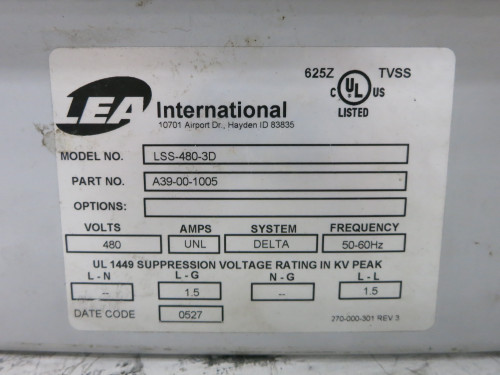 625Z TVSS
C UL US
LISTED
LEA International
10701 Airport Dr., Hayden ID 83835
MODEL NO. LSS-480-3D
PART NO. A39-00-1005
OPTIONS:
VOLTS AMPS SYSTEM FREQUENCY
480 UNL DELTA 50-60Hz
UL 1449 SUPPRESSION VOLTAGE RATING IN KV PEAK
L - N L - G N - G L - L
-- 1.5 -- 1.5
DATE CODE 0527 270-000-301 REV 3